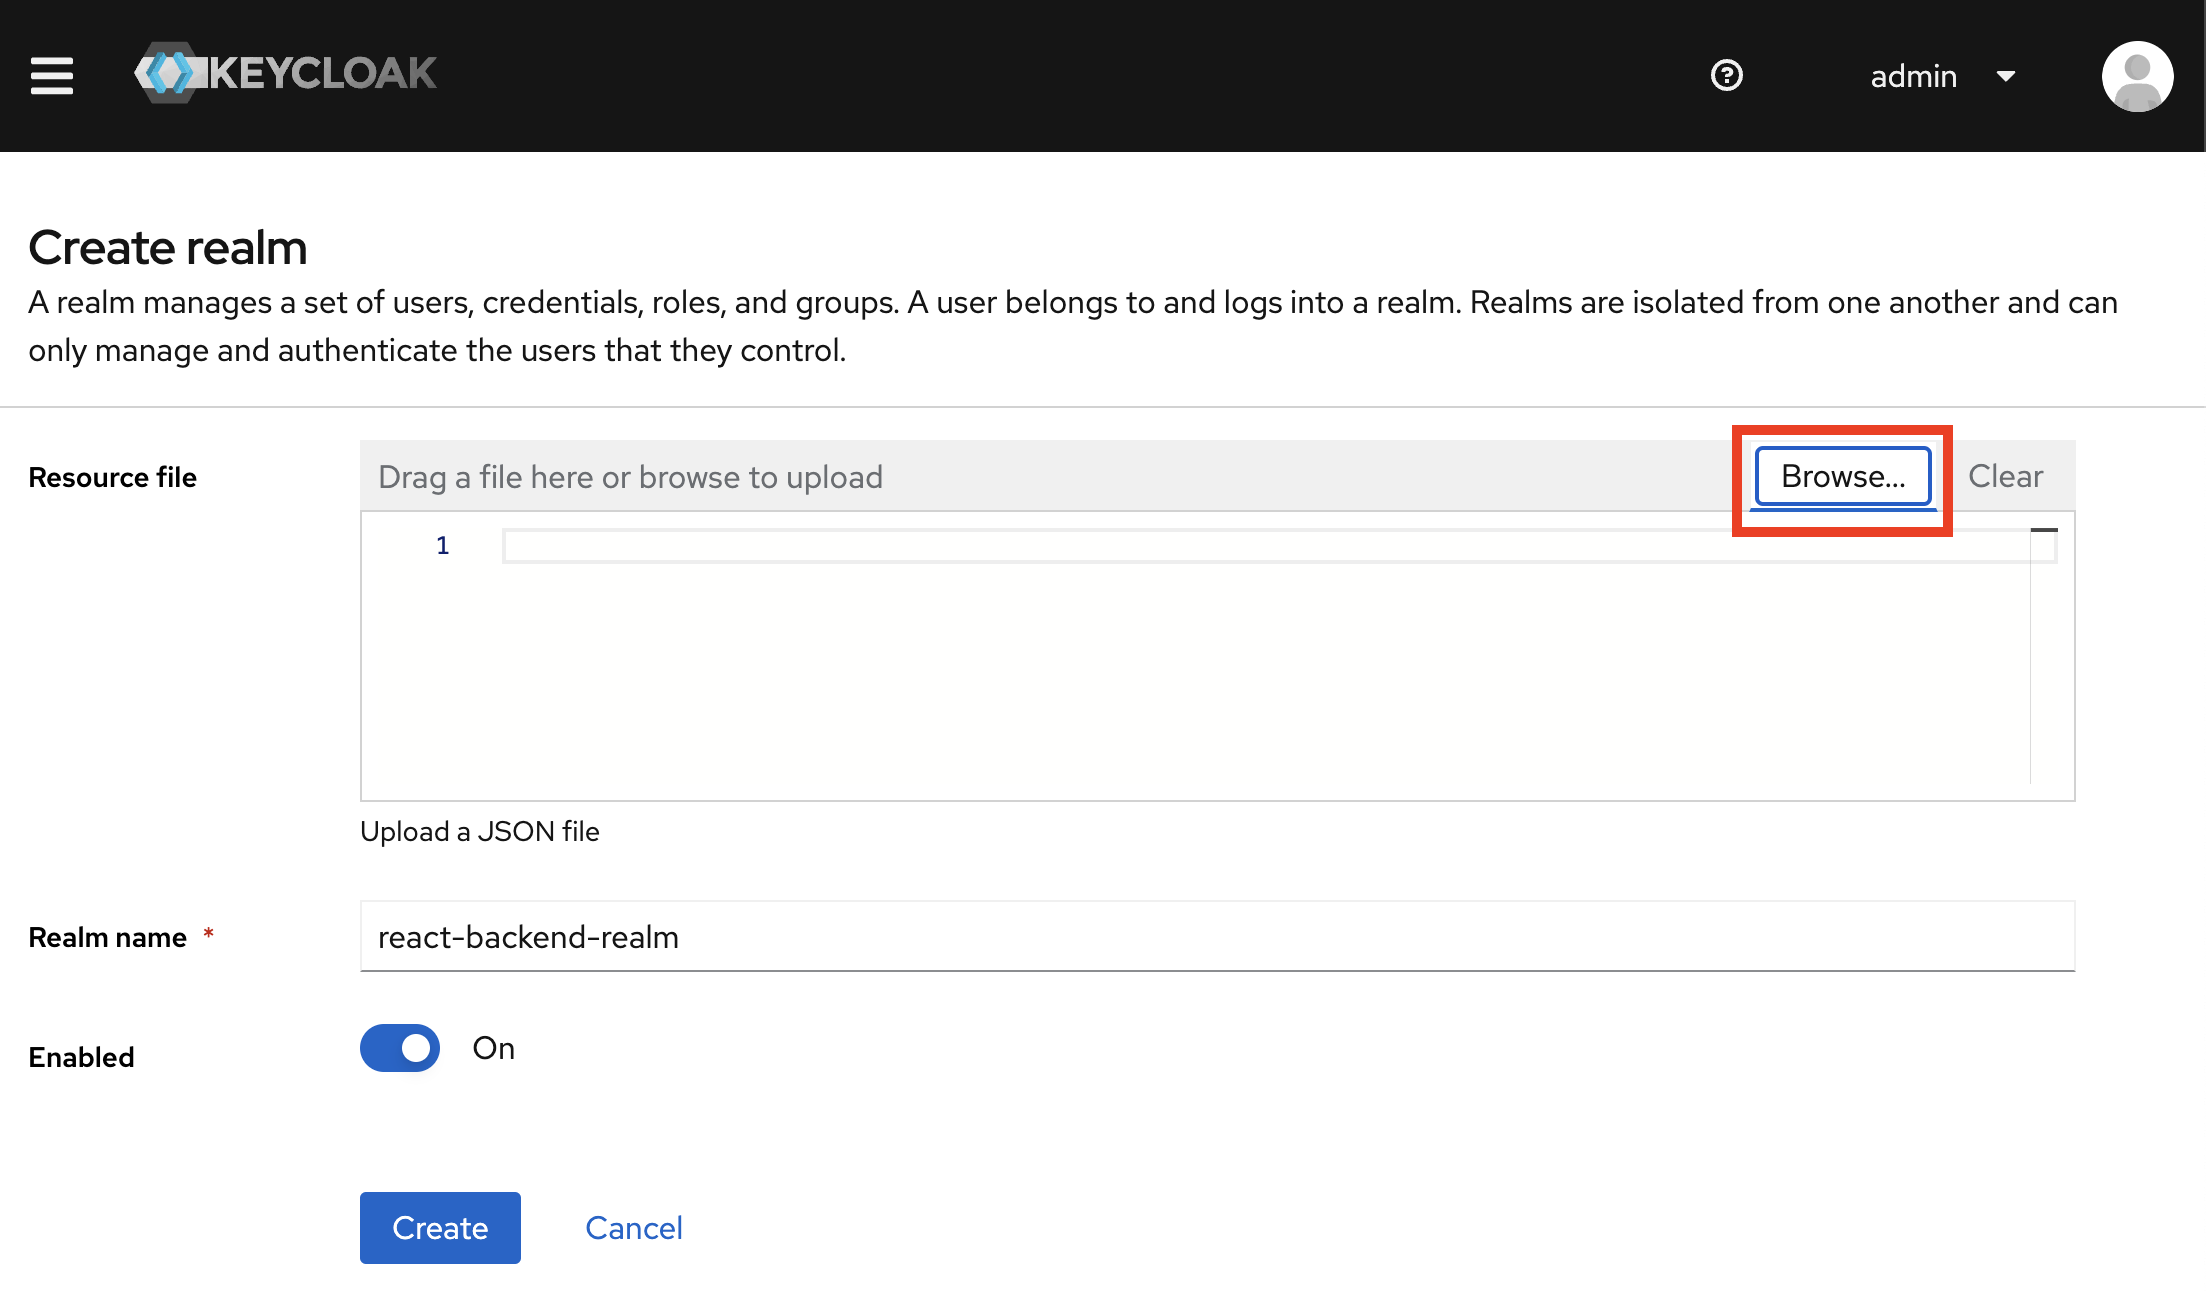 KEYCLOAK
admin
Create realm
A realm manages a set of users, credentials, roles, and groups. A user belongs to and logs into a realm. Realms are isolated from one another and can
only manage and authenticate the users that they control.
Resource file
Drag a file here or browse to upload
Browse...
Clear
1
Upload a JSON file
Realm name *
react-backend-realm
Enabled
On
Create
Cancel